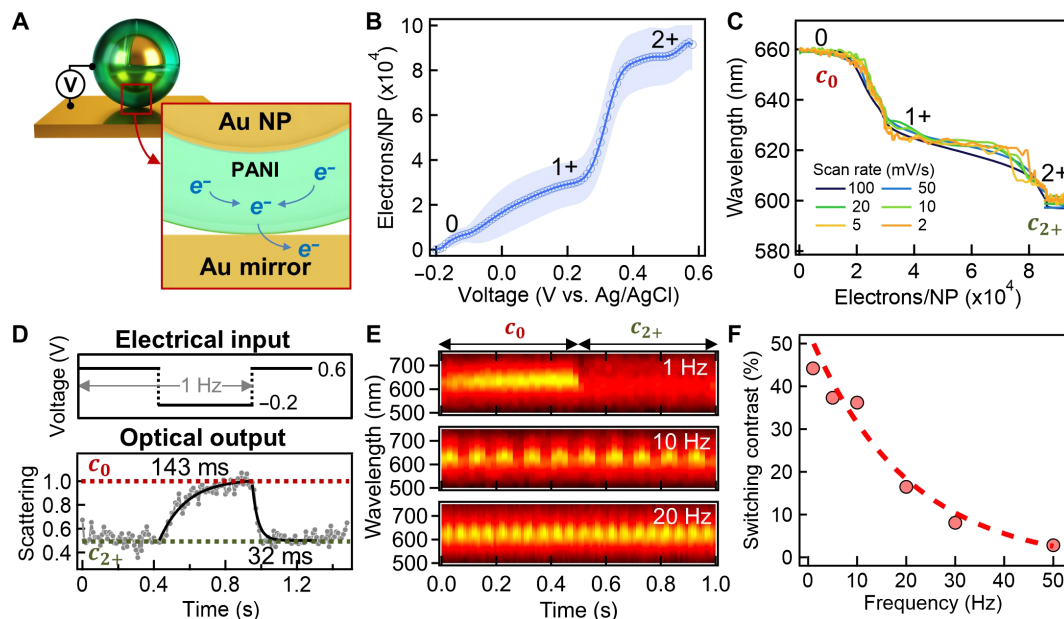 A
V
Au NP
PANI
e⁻ e⁻
e⁻
e⁻
Au mirror
B
Electrons/NP (x10⁴)
10
8
6
4
2
0
0
1+
2+
−0.2 0.0 0.2 0.4 0.6
Voltage (V vs. Ag/AgCl)
C
Wavelength (nm)
660
640
620
600
580
0
c₀
1+
2+
c₂₊
Scan rate (mV/s)
100 50
20 10
5 2
0 2 4 6 8
Electrons/NP (x10⁴)
D
Electrical input
Voltage (V)
1 Hz
0.6
−0.2
Optical output
Scattering
1.0
0.8
0.6
0.4
c₀
143 ms
c₂₊
32 ms
0 0.4 0.8 1.2
Time (s)
E
c₀ c₂₊
Wavelength (nm)
700
600
500
1 Hz
700
600
500
10 Hz
700
600
500
20 Hz
0.0 0.2 0.4 0.6 0.8 1.0
Time (s)
F
Switching contrast (%)
50
40
30
20
10
0
0 10 20 30 40 50
Frequency (Hz)